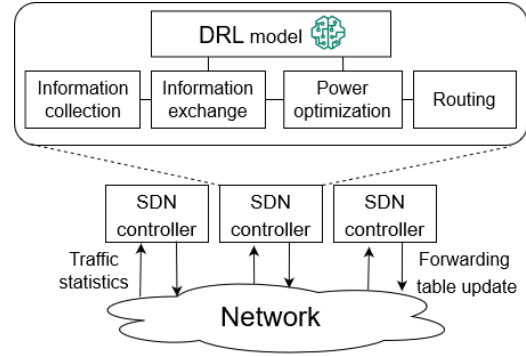 DRL model
Information
collection
Information
exchange
Power
optimization
Routing
SDN
controller
SDN
controller
SDN
controller
Traffic
statistics
Forwarding
table update
Network